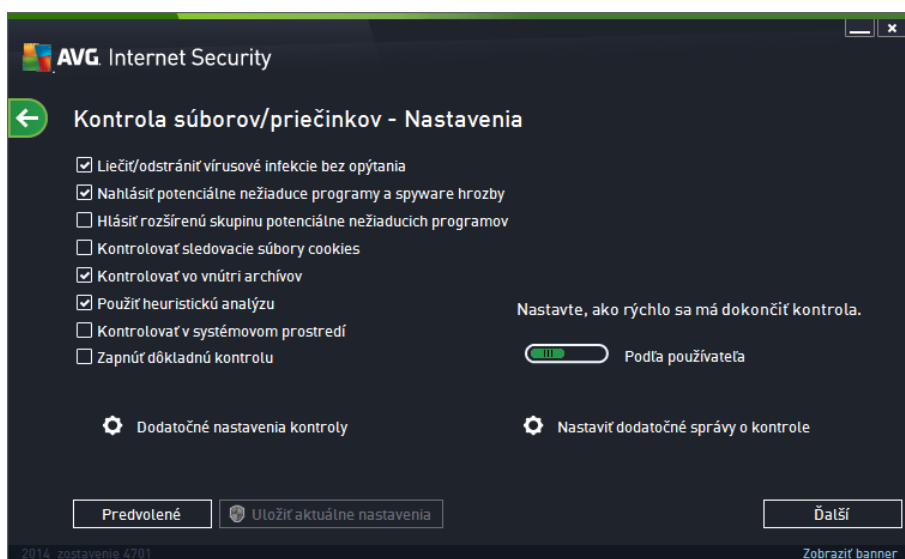 AVG. Internet Security
Kontrola súborov/priečinkov - Nastavenia
Liečiť/odstrániť vírusové infekcie bez opýtania
Nahlásiť potenciálne nežiaduce programy a spyware hrozby
Hlásiť rozšírenú skupinu potenciálne nežiaducich programov
Kontrolovať sledovacie súbory cookies
Kontrolovať vo vnútri archívov
Použiť heuristickú analýzu
Kontrolovať v systémovom prostredí
Zapnúť dôkladnú kontrolu
Nastavte, ako rýchlo sa má dokončiť kontrola.
Podľa používateľa
Dodatočné nastavenia kontroly
Nastaviť dodatočné správy o kontrole
Predvolené
Uložiť aktuálne nastavenia
Ďalší
2014 zostavenie 4701
Zobraziť banner